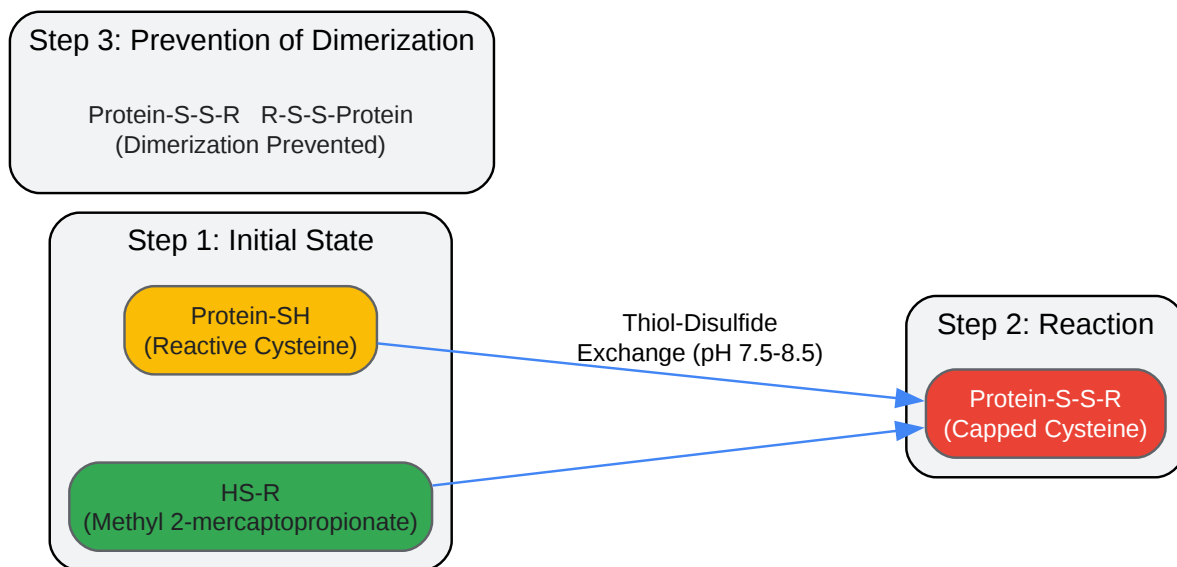 Step 3: Prevention of Dimerization
Protein-S-S-R   R-S-S-Protein
(Dimerization Prevented)
Step 1: Initial State
Protein-SH
(Reactive Cysteine)
HS-R
(Methyl 2-mercaptopropionate)
Thiol-Disulfide
Exchange (pH 7.5-8.5)
Step 2: Reaction
Protein-S-S-R
(Capped Cysteine)